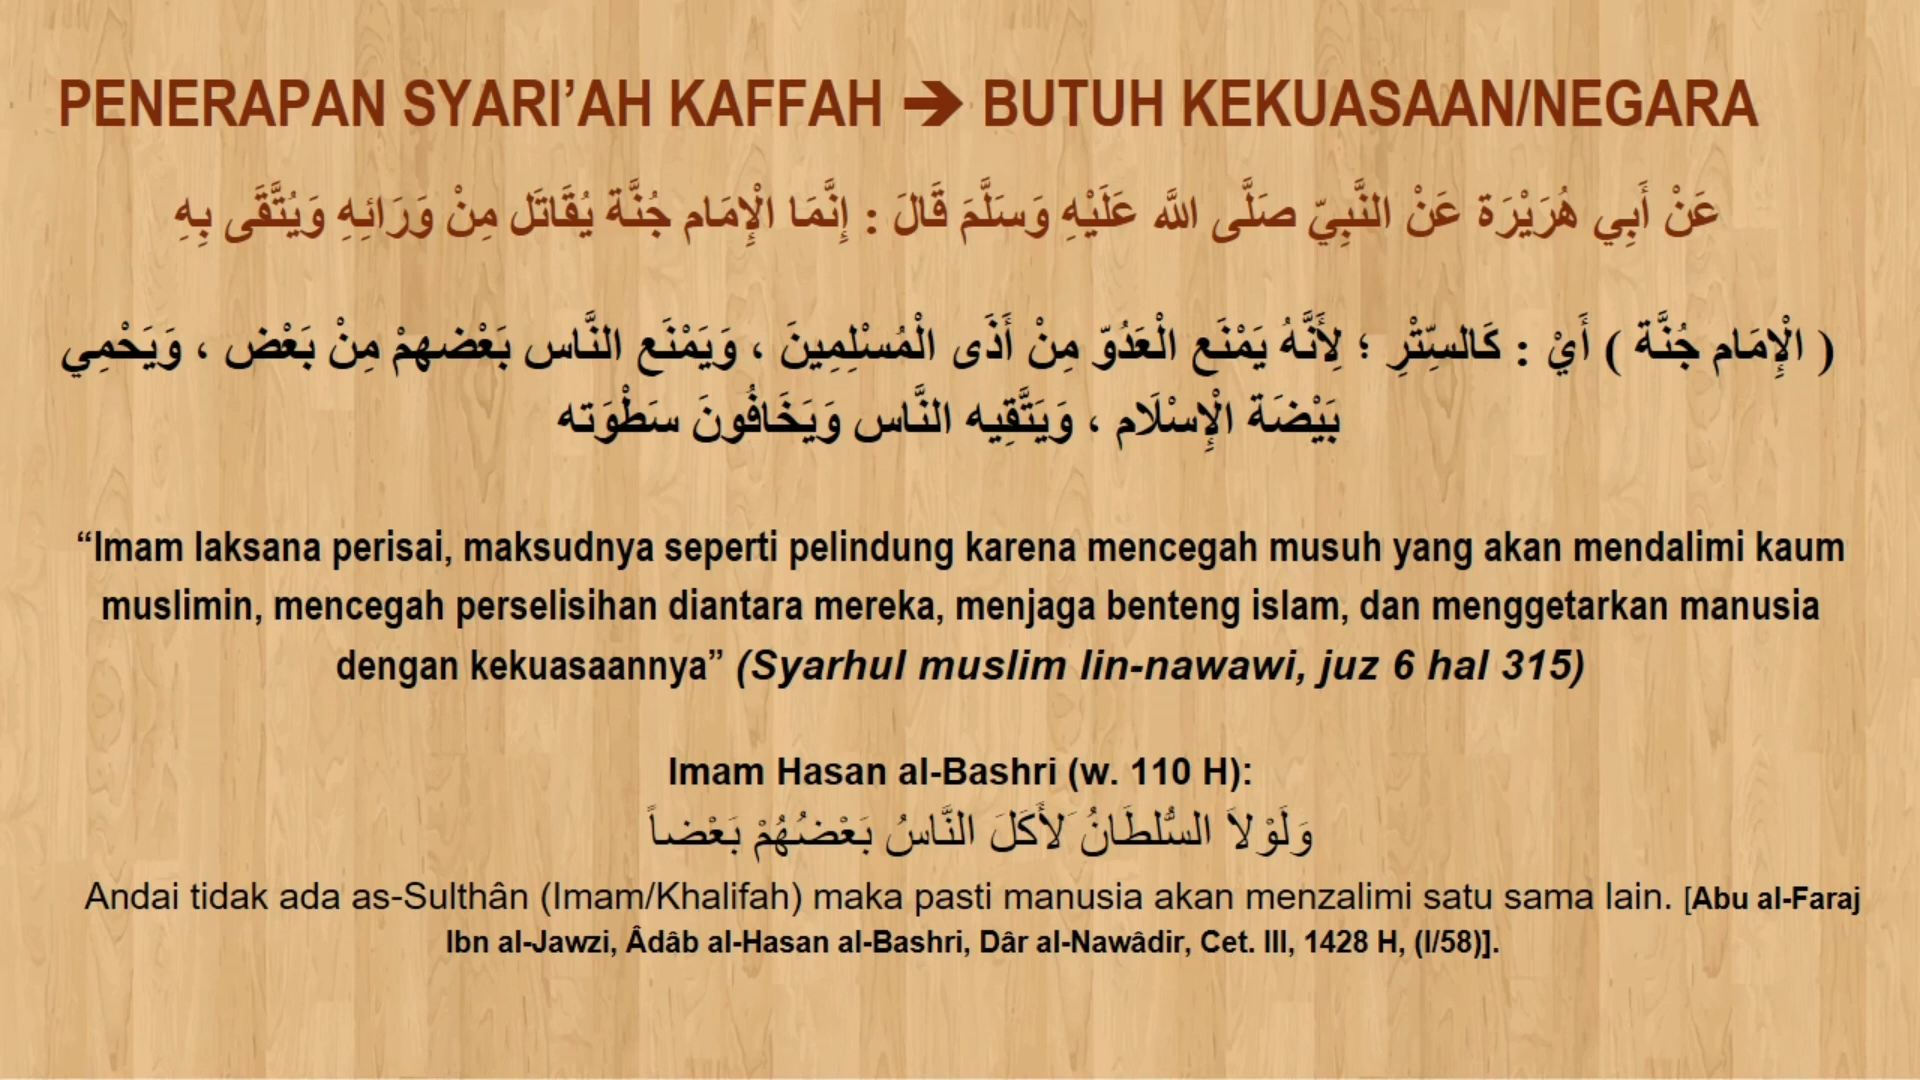 PENERAPAN SYARI’AH KAFFAH ➔ BUTUH KEKUASAAN/NEGARA
عَنْ أَبِي هُرَيْرَة عَنْ النَّبِيّ صَلَّى اللَّه عَلَيْهِ وَسَلَّمَ قَالَ : إِنَّمَا الْإِمَام جُنَّة يُقَاتَل مِنْ وَرَائِهِ وَيُتَّقَى بِهِ
( الْإِمَام جُنَّة ) أَيْ : كَالسِّتْرِ ؛ لِأَنَّهُ يَمْنَع الْعَدُوّ مِنْ أَذَى الْمُسْلِمِينَ ، وَيَمْنَع النَّاس بَعْضهمْ مِنْ بَعْض ، وَيَحْمِي
بَيْضَة الْإِسْلَام ، وَيَتَّقِيه النَّاس وَيَخَافُونَ سَطْوَته
“Imam laksana perisai, maksudnya seperti pelindung karena mencegah musuh yang akan mendalimi kaum
muslimin, mencegah perselisihan diantara mereka, menjaga benteng islam, dan menggetarkan manusia
dengan kekuasaannya” (Syarhul muslim lin-nawawi, juz 6 hal 315)
Imam Hasan al-Bashri (w. 110 H):
وَلَوْلاَ السُّلطَانُ َلأَكَلَ النَّاسُ بَعْضُهُمْ بَعْضاً
Andai tidak ada as-Sulthân (Imam/Khalifah) maka pasti manusia akan menzalimi satu sama lain. [Abu al-Faraj
Ibn al-Jawzi, Âdâb al-Hasan al-Bashri, Dâr al-Nawâdir, Cet. III, 1428 H, (I/58)].